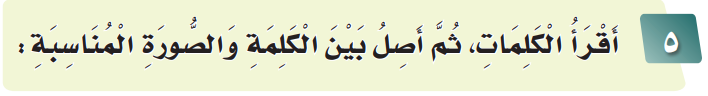 ٥ أَقْرَأُ الْكَلِمَاتِ، ثُمَّ أَصِلُ بَيْنَ الْكَلِمَةِ وَالصُّورَةِ الْمُنَاسِبَةِ :